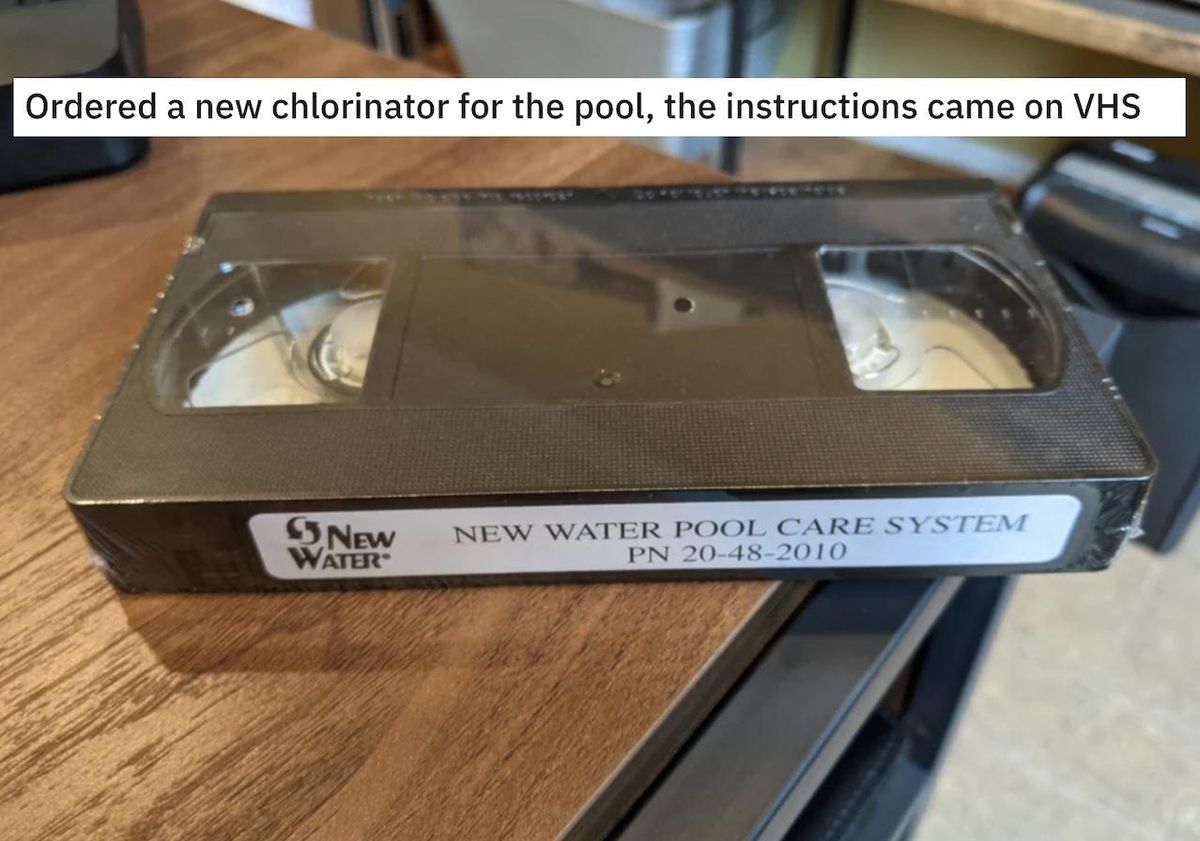 Ordered a new chlorinator for the pool, the instructions came on VHS
NEW
WATER®
NEW WATER POOL CARE SYSTEM
PN 20-48-2010